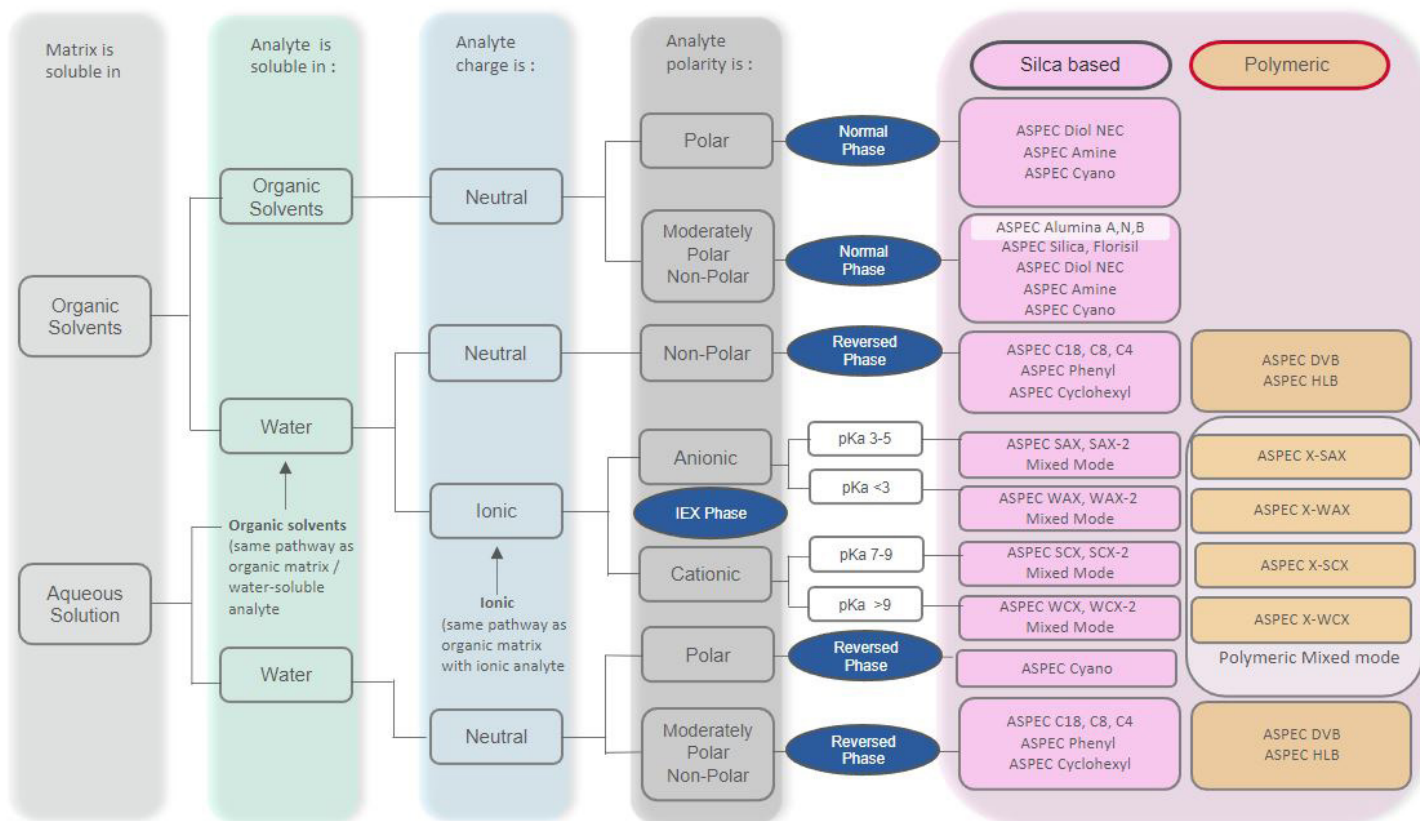 Matrix is
soluble in
Analyte is
soluble in :
Analyte
charge is :
Analyte
polarity is :
Silca based
Polymeric
Organic
Solvents
Aqueous
Solution
Organic
Solvents
Water
Organic solvents
(same pathway as
organic matrix /
water-soluble
analyte
Water
Neutral
Neutral
Ionic
Ionic
(same pathway as
organic matrix
with ionic analyte
Neutral
Polar
Normal
Phase
ASPEC Diol NEC
ASPEC Amine
ASPEC Cyano
Moderately
Polar
Non-Polar
Normal
Phase
ASPEC Alumina A,N,B
ASPEC Silica, Florisil
ASPEC Diol NEC
ASPEC Amine
ASPEC Cyano
Non-Polar
Reversed
Phase
ASPEC C18, C8, C4
ASPEC Phenyl
ASPEC Cyclohexyl
ASPEC DVB
ASPEC HLB
Anionic
IEX Phase
Cationic
pKa 3-5
ASPEC SAX, SAX-2
Mixed Mode
ASPEC X-SAX
pKa <3
ASPEC WAX, WAX-2
Mixed Mode
ASPEC X-WAX
pKa 7-9
ASPEC SCX, SCX-2
Mixed Mode
ASPEC X-SCX
pKa >9
ASPEC WCX, WCX-2
Mixed Mode
ASPEC X-WCX
Polymeric Mixed mode
Polar
Reversed
Phase
ASPEC Cyano
Moderately
Polar
Non-Polar
Reversed
Phase
ASPEC C18, C8, C4
ASPEC Phenyl
ASPEC Cyclohexyl
ASPEC DVB
ASPEC HLB